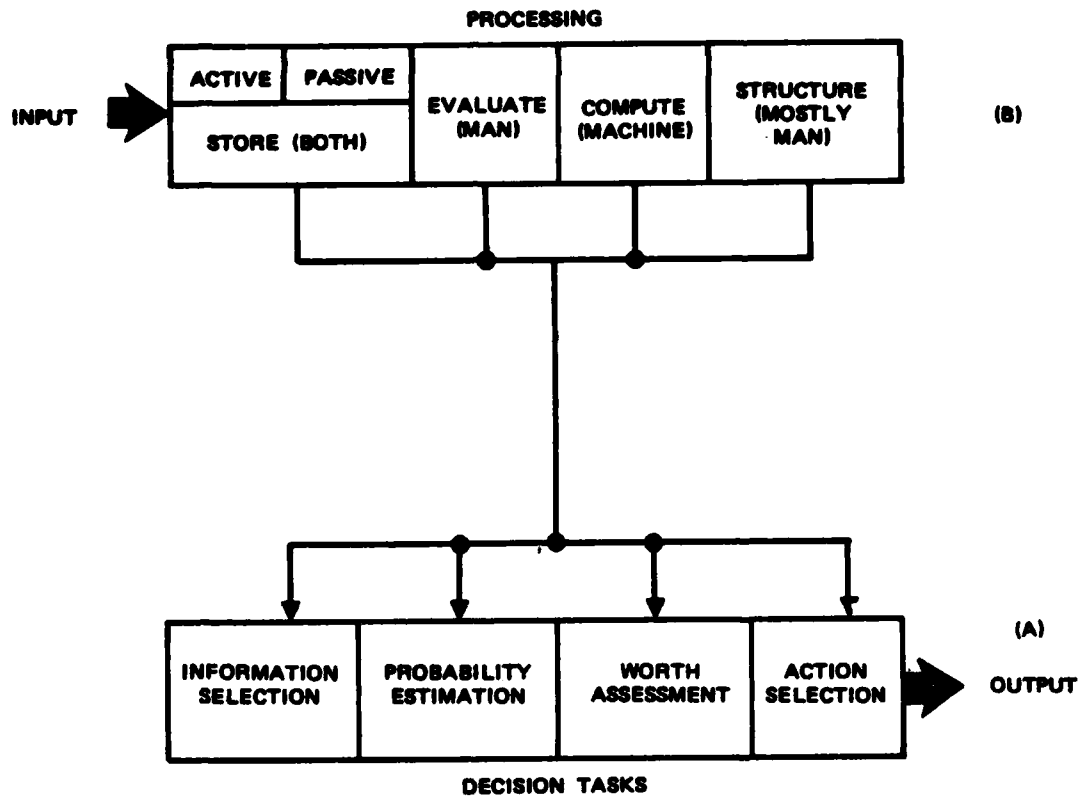 PROCESSING
ACTIVE
PASSIVE
STORE (BOTH)
EVALUATE
(MAN)
COMPUTE
(MACHINE)
STRUCTURE
(MOSTLY
MAN)
INPUT
(B)
(A)
INFORMATION
SELECTION
PROBABILITY
ESTIMATION
WORTH
ASSESSMENT
ACTION
SELECTION
OUTPUT
DECISION TASKS